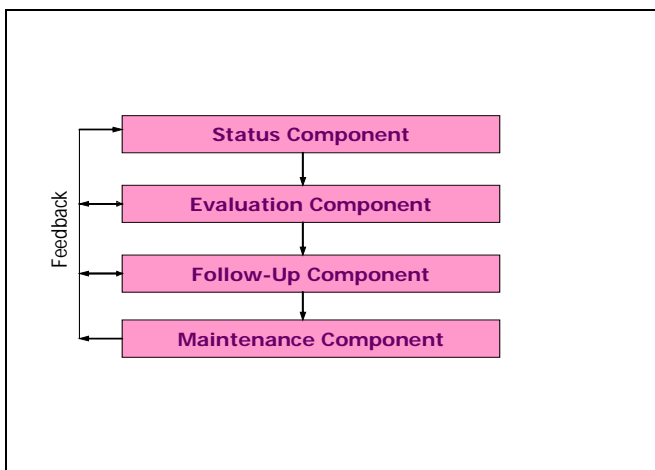 Status Component
Evaluation Component
Follow-Up Component
Maintenance Component
Feedback